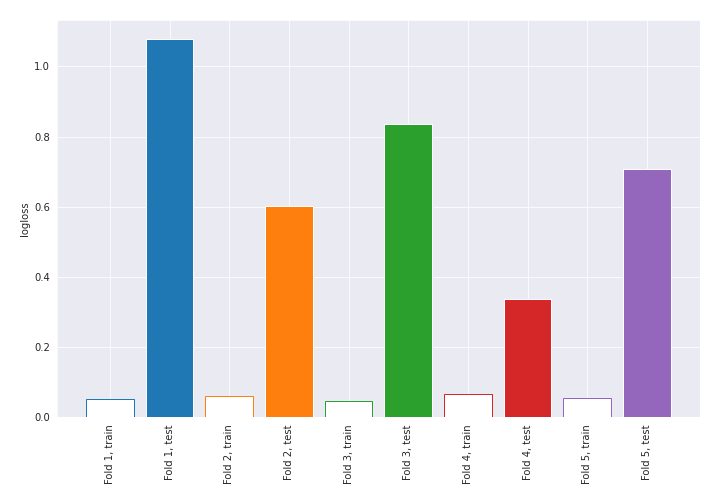 logloss
1.0
0.8
0.6
0.4
0.2
0.0
Fold 1, train
Fold 1, test
Fold 2, train
Fold 2, test
Fold 3, train
Fold 3, test
Fold 4, train
Fold 4, test
Fold 5, train
Fold 5, test